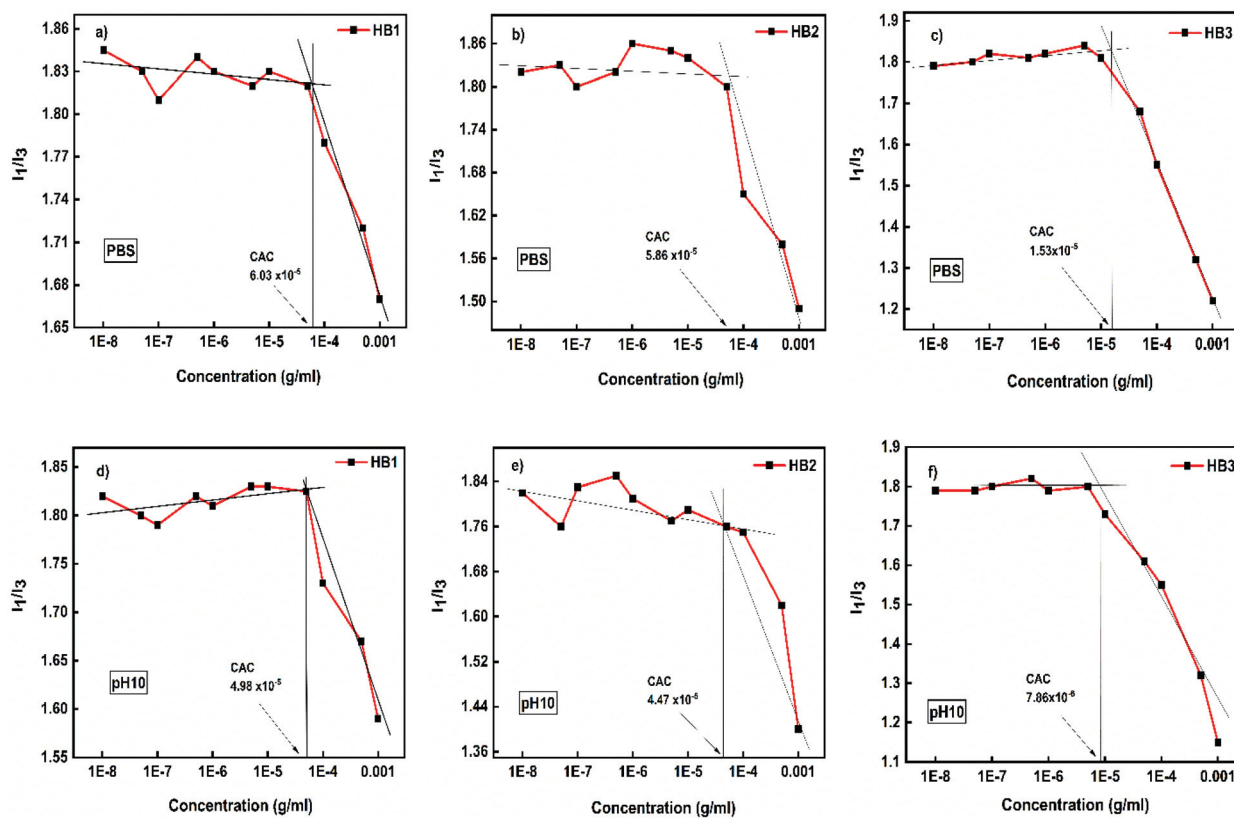 a)
HB1
1.86
1.83
1.80
1.77
1.74
1.71
1.68
1.65
I1/I3
PBS
CAC
6.03 x10-5
1E-8 1E-7 1E-6 1E-5 1E-4 0.001
Concentration (g/ml)
b)
HB2
1.86
1.80
1.74
1.68
1.62
1.56
1.50
I1/I3
PBS
CAC
5.86 x10-5
1E-8 1E-7 1E-6 1E-5 1E-4 0.001
Concentration (g/ml)
c)
HB3
1.9
1.8
1.7
1.6
1.5
1.4
1.3
1.2
I1/I3
PBS
CAC
1.53x10-5
1E-8 1E-7 1E-6 1E-5 1E-4 0.001
Concentration (g/ml)
d)
HB1
1.85
1.80
1.75
1.70
1.65
1.60
1.55
I1/I3
pH10
CAC
4.98 x10-5
1E-8 1E-7 1E-6 1E-5 1E-4 0.001
Concentration (g/ml)
e)
HB2
1.84
1.76
1.68
1.60
1.52
1.44
1.36
I1/I3
pH10
CAC
4.47 x10-5
1E-8 1E-7 1E-6 1E-5 1E-4 0.001
Concentration (g/ml)
f)
HB3
1.9
1.8
1.7
1.6
1.5
1.4
1.3
1.2
1.1
I1/I3
pH10
CAC
7.86x10-6
1E-8 1E-7 1E-6 1E-5 1E-4 0.001
Concentration (g/ml)